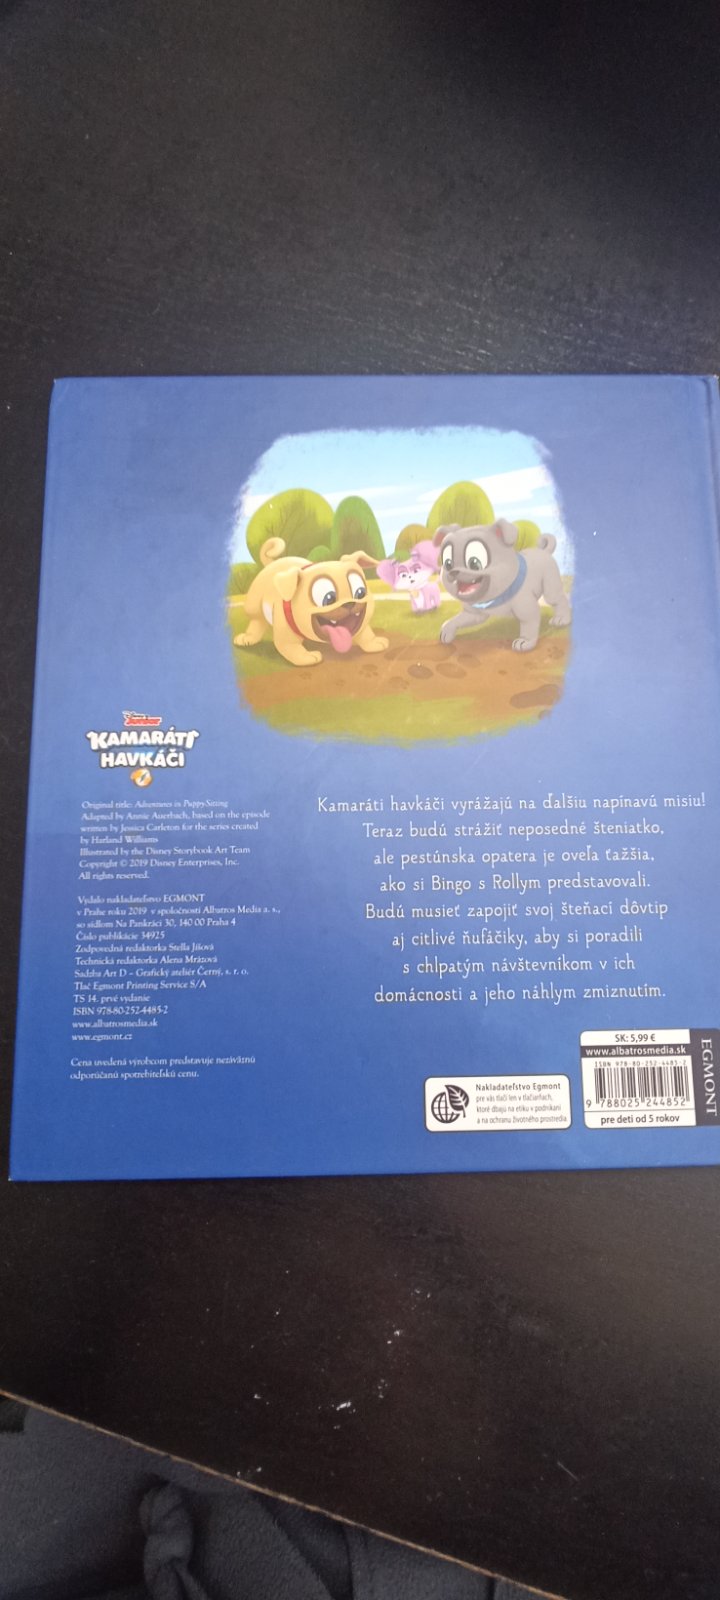 Disney
Junior
KAMARÁTI
HAVKÁČI
Original title: Adventures in Puppy-Sitting
Adapted by Annie Auerbach, based on the episode
written by Jessica Carleton for the series created
by Harland Williams
Illustrated by the Disney Storybook Art Team
Copyright © 2019 Disney Enterprises, Inc.
All rights reserved.
Vydalo nakladateľstvo EGMONT
v Prahe roku 2019 v spoločnosti Albatros Media a. s.,
so sídlom Na Pankráci 30, 140 00 Praha 4
Číslo publikácie 34925
Zodpovedná redaktorka Stella Jišová
Technická redaktorka Alena Mrázová
Sadzba Art D – Grafický ateliér Černý, s. r. o.
Tlač Egmont Printing Service S/A
TS 14. prvé vydanie
ISBN 978-80-252-4485-2
www.albatrosmedia.sk
www.egmont.cz
Cena uvedená výrobcom predstavuje nezáväznú
odporúčanú spotrebiteľskú cenu.
Kamaráti havkáči vyrážajú na ďalšiu napínavú misiu!
Teraz budú strážiť neposedné šteniatko,
ale pestúnska opatera je oveľa ťažšia,
ako si Bingo s Rollym predstavovali.
Budú musieť zapojiť svoj šteňací dôvtip
aj citlivé ňufáčiky, aby si poradili
s chlpatým návštevníkom v ich
domácnosti a jeho náhlym zmiznutím.
Nakladateľstvo Egmont
pre vás tlačí len v tlačiarňach,
ktoré dbajú na etiku v podnikaní
a na ochranu životného prostredia.
SK: 5,99 €
www.albatrosmedia.sk
ISBN 978-80-252-4485-2
9 788025 244852
pre deti od 5 rokov
EGMONT